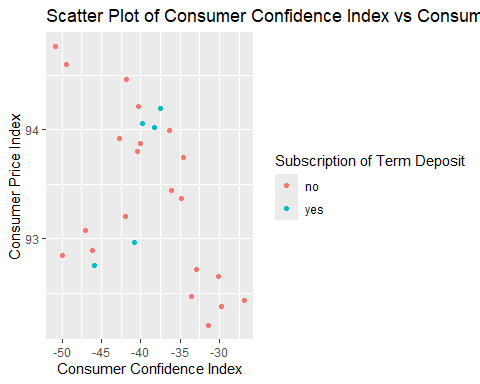 Scatter Plot of Consumer Confidence Index vs Consum
Consumer Price Index
94
93
-50 -45 -40 -35 -30
Consumer Confidence Index
Subscription of Term Deposit
no
yes